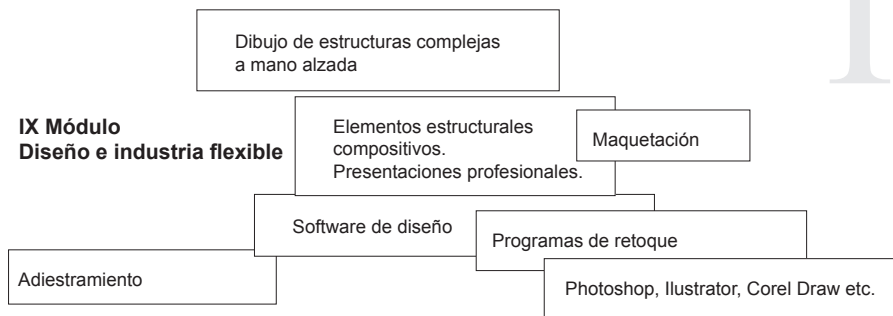 Dibujo de estructuras complejas
a mano alzada
IX Módulo
Diseño e industria flexible
Elementos estructurales
compositivos.
Presentaciones profesionales.
Maquetación
Software de diseño
Programas de retoque
Adiestramiento
Photoshop, Ilustrator, Corel Draw etc.